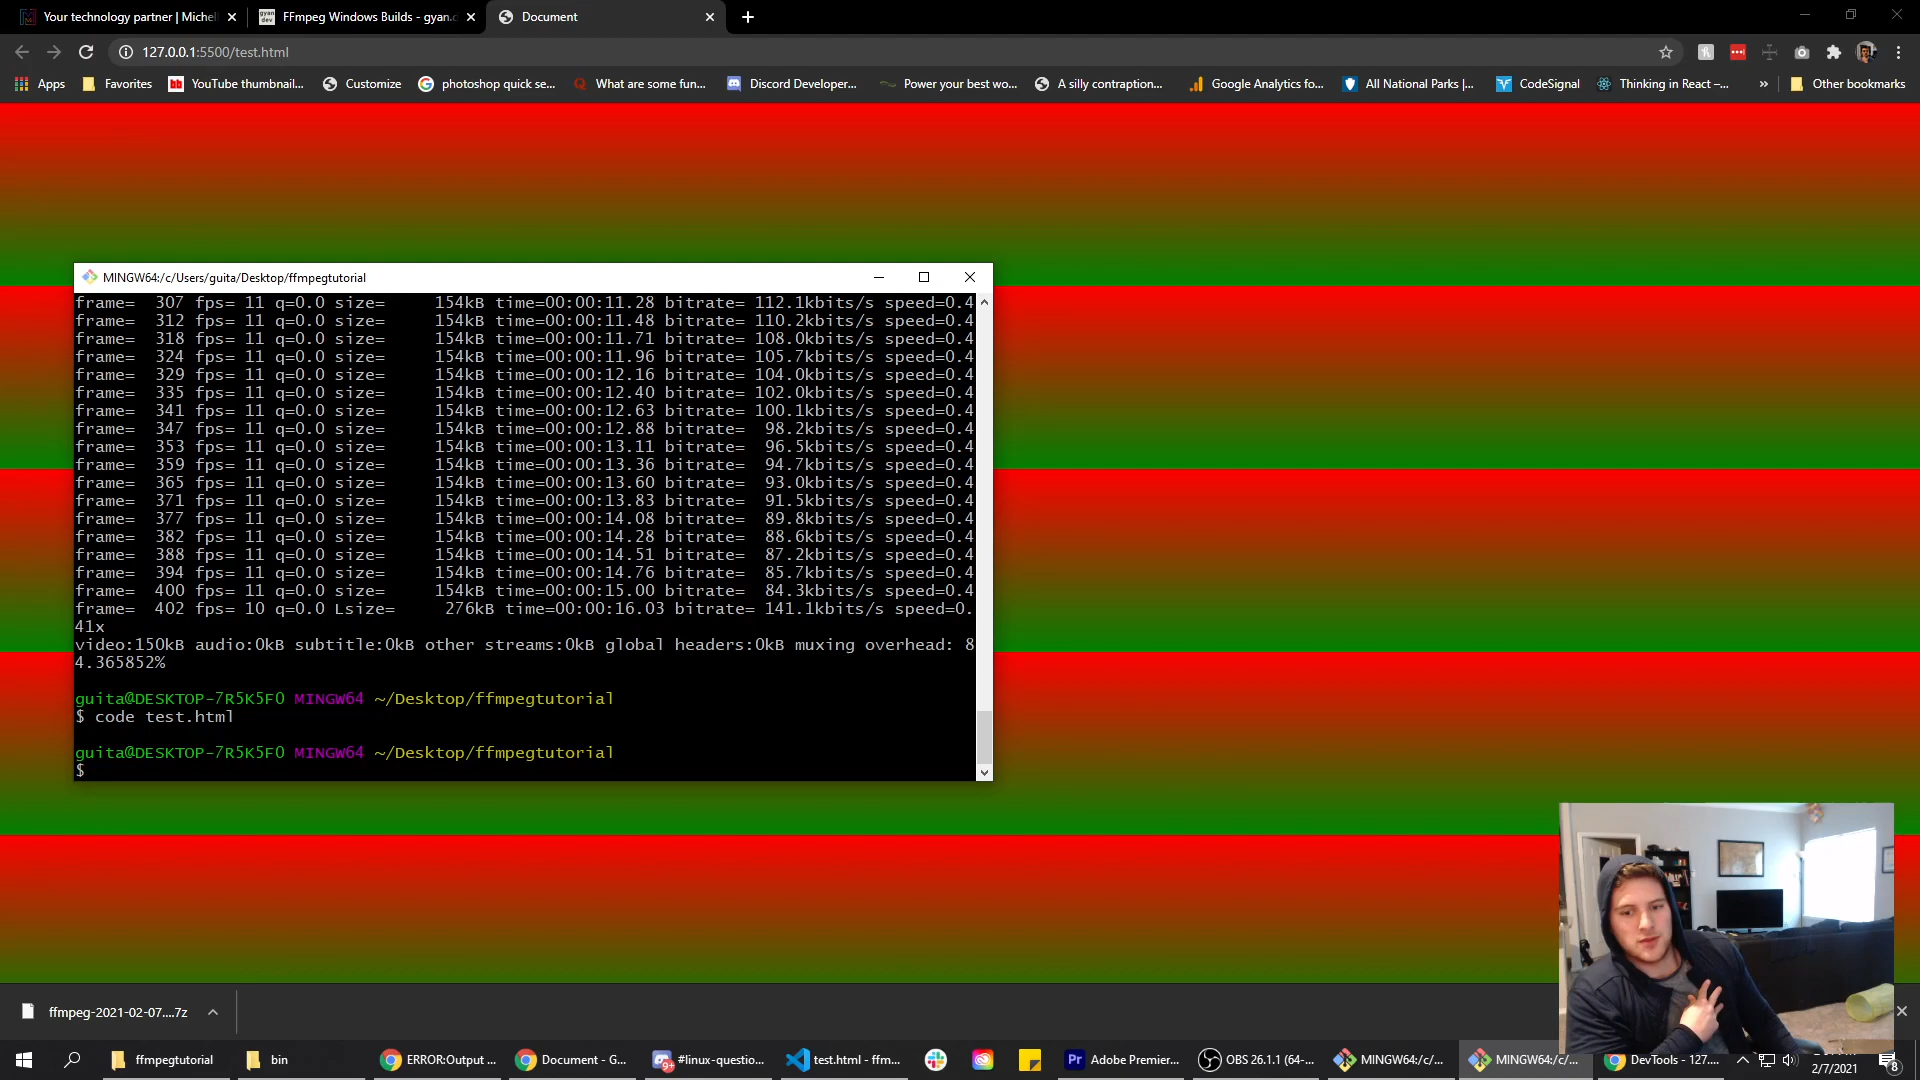 Your technology partner | Michell
FFmpeg Windows Builds - gyan.d
Document
127.0.0.1:5500/test.html
Apps
Favorites
YouTube thumbnail...
Customize
photoshop quick se...
What are some fun...
Discord Developer...
Power your best wo...
A silly contraption...
Google Analytics fo...
All National Parks |...
CodeSignal
Thinking in React –...
»
Other bookmarks
MINGW64:/c/Users/guita/Desktop/ffmpegtutorial
frame=  307 fps= 11 q=0.0 size=     154kB time=00:00:11.28 bitrate= 112.1kbits/s speed=0.4
frame=  312 fps= 11 q=0.0 size=     154kB time=00:00:11.48 bitrate= 110.2kbits/s speed=0.4
frame=  318 fps= 11 q=0.0 size=     154kB time=00:00:11.71 bitrate= 108.0kbits/s speed=0.4
frame=  324 fps= 11 q=0.0 size=     154kB time=00:00:11.96 bitrate= 105.7kbits/s speed=0.4
frame=  329 fps= 11 q=0.0 size=     154kB time=00:00:12.16 bitrate= 104.0kbits/s speed=0.4
frame=  335 fps= 11 q=0.0 size=     154kB time=00:00:12.40 bitrate= 102.0kbits/s speed=0.4
frame=  341 fps= 11 q=0.0 size=     154kB time=00:00:12.63 bitrate= 100.1kbits/s speed=0.4
frame=  347 fps= 11 q=0.0 size=     154kB time=00:00:12.88 bitrate=  98.2kbits/s speed=0.4
frame=  353 fps= 11 q=0.0 size=     154kB time=00:00:13.11 bitrate=  96.5kbits/s speed=0.4
frame=  359 fps= 11 q=0.0 size=     154kB time=00:00:13.36 bitrate=  94.7kbits/s speed=0.4
frame=  365 fps= 11 q=0.0 size=     154kB time=00:00:13.60 bitrate=  93.0kbits/s speed=0.4
frame=  371 fps= 11 q=0.0 size=     154kB time=00:00:13.83 bitrate=  91.5kbits/s speed=0.4
frame=  377 fps= 11 q=0.0 size=     154kB time=00:00:14.08 bitrate=  89.8kbits/s speed=0.4
frame=  382 fps= 11 q=0.0 size=     154kB time=00:00:14.28 bitrate=  88.6kbits/s speed=0.4
frame=  388 fps= 11 q=0.0 size=     154kB time=00:00:14.51 bitrate=  87.2kbits/s speed=0.4
frame=  394 fps= 11 q=0.0 size=     154kB time=00:00:14.76 bitrate=  85.7kbits/s speed=0.4
frame=  400 fps= 11 q=0.0 size=     154kB time=00:00:15.00 bitrate=  84.3kbits/s speed=0.4
frame=  402 fps= 10 q=0.0 Lsize=     276kB time=00:00:16.03 bitrate= 141.1kbits/s speed=0.
41x
video:150kB audio:0kB subtitle:0kB other streams:0kB global headers:0kB muxing overhead: 8
4.365852%
guita@DESKTOP-7R5K5FO MINGW64 ~/Desktop/ffmpegtutorial
$ code test.html
guita@DESKTOP-7R5K5FO MINGW64 ~/Desktop/ffmpegtutorial
$
ffmpeg-2021-02-07....7z
ffmpegtutorial
bin
ERROR:Output ...
Document - G...
9+
#linux-questio...
test.html - ffm...
Pr
Adobe Premier...
OBS 26.1.1 (64-...
MINGW64:/c/...
MINGW64:/c/...
DevTools - 127....
2/7/2021
8